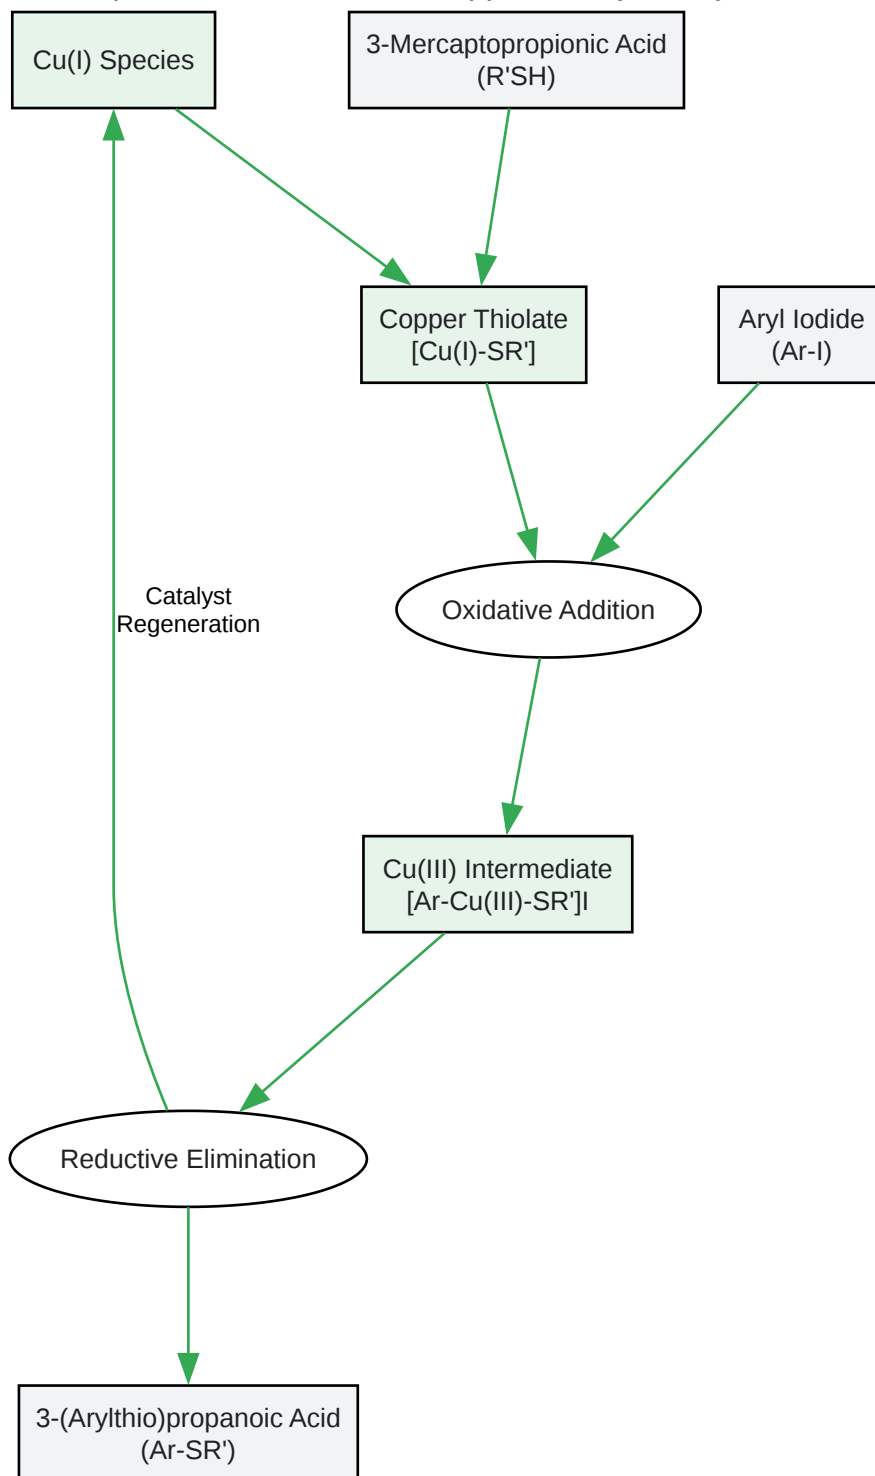 Cu(I) Species
3-Mercaptopropionic Acid
(R'SH)
Copper Thiolate
[Cu(I)-SR']
Aryl Iodide
(Ar-I)
Oxidative Addition
Catalyst
Regeneration
Cu(III) Intermediate
[Ar-Cu(III)-SR']I
Reductive Elimination
3-(Arylthio)propanoic Acid
(Ar-SR')